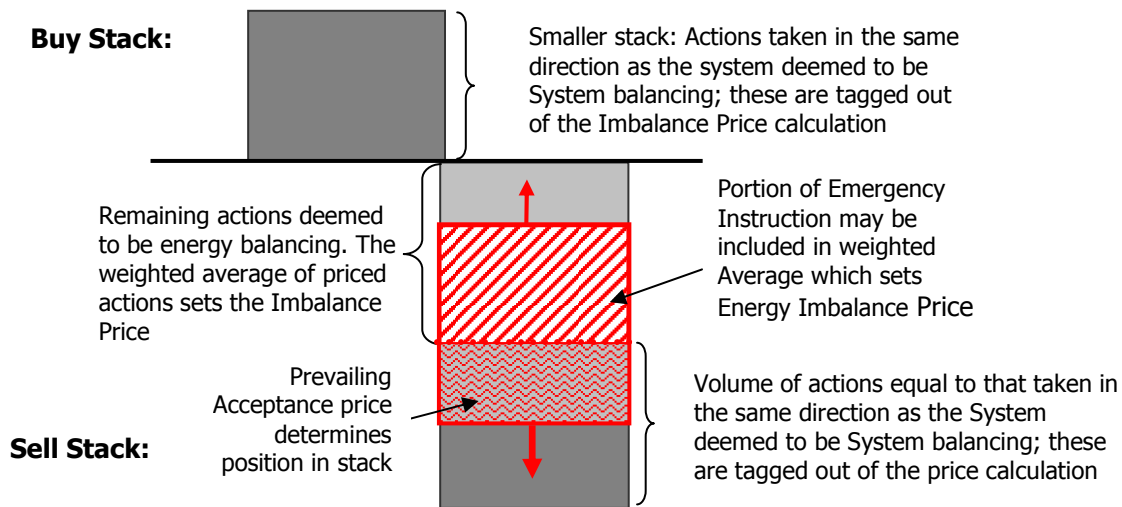 Buy Stack:
Smaller stack: Actions taken in the same
direction as the system deemed to be
System balancing; these are tagged out
of the Imbalance Price calculation
Remaining actions deemed
to be energy balancing. The
weighted average of priced
actions sets the Imbalance
Price
Portion of Emergency
Instruction may be
included in weighted
Average which sets
Energy Imbalance Price
Prevailing
Acceptance price
determines
position in stack
Sell Stack:
Volume of actions equal to that taken in
the same direction as the System
deemed to be System balancing; these
are tagged out of the price calculation